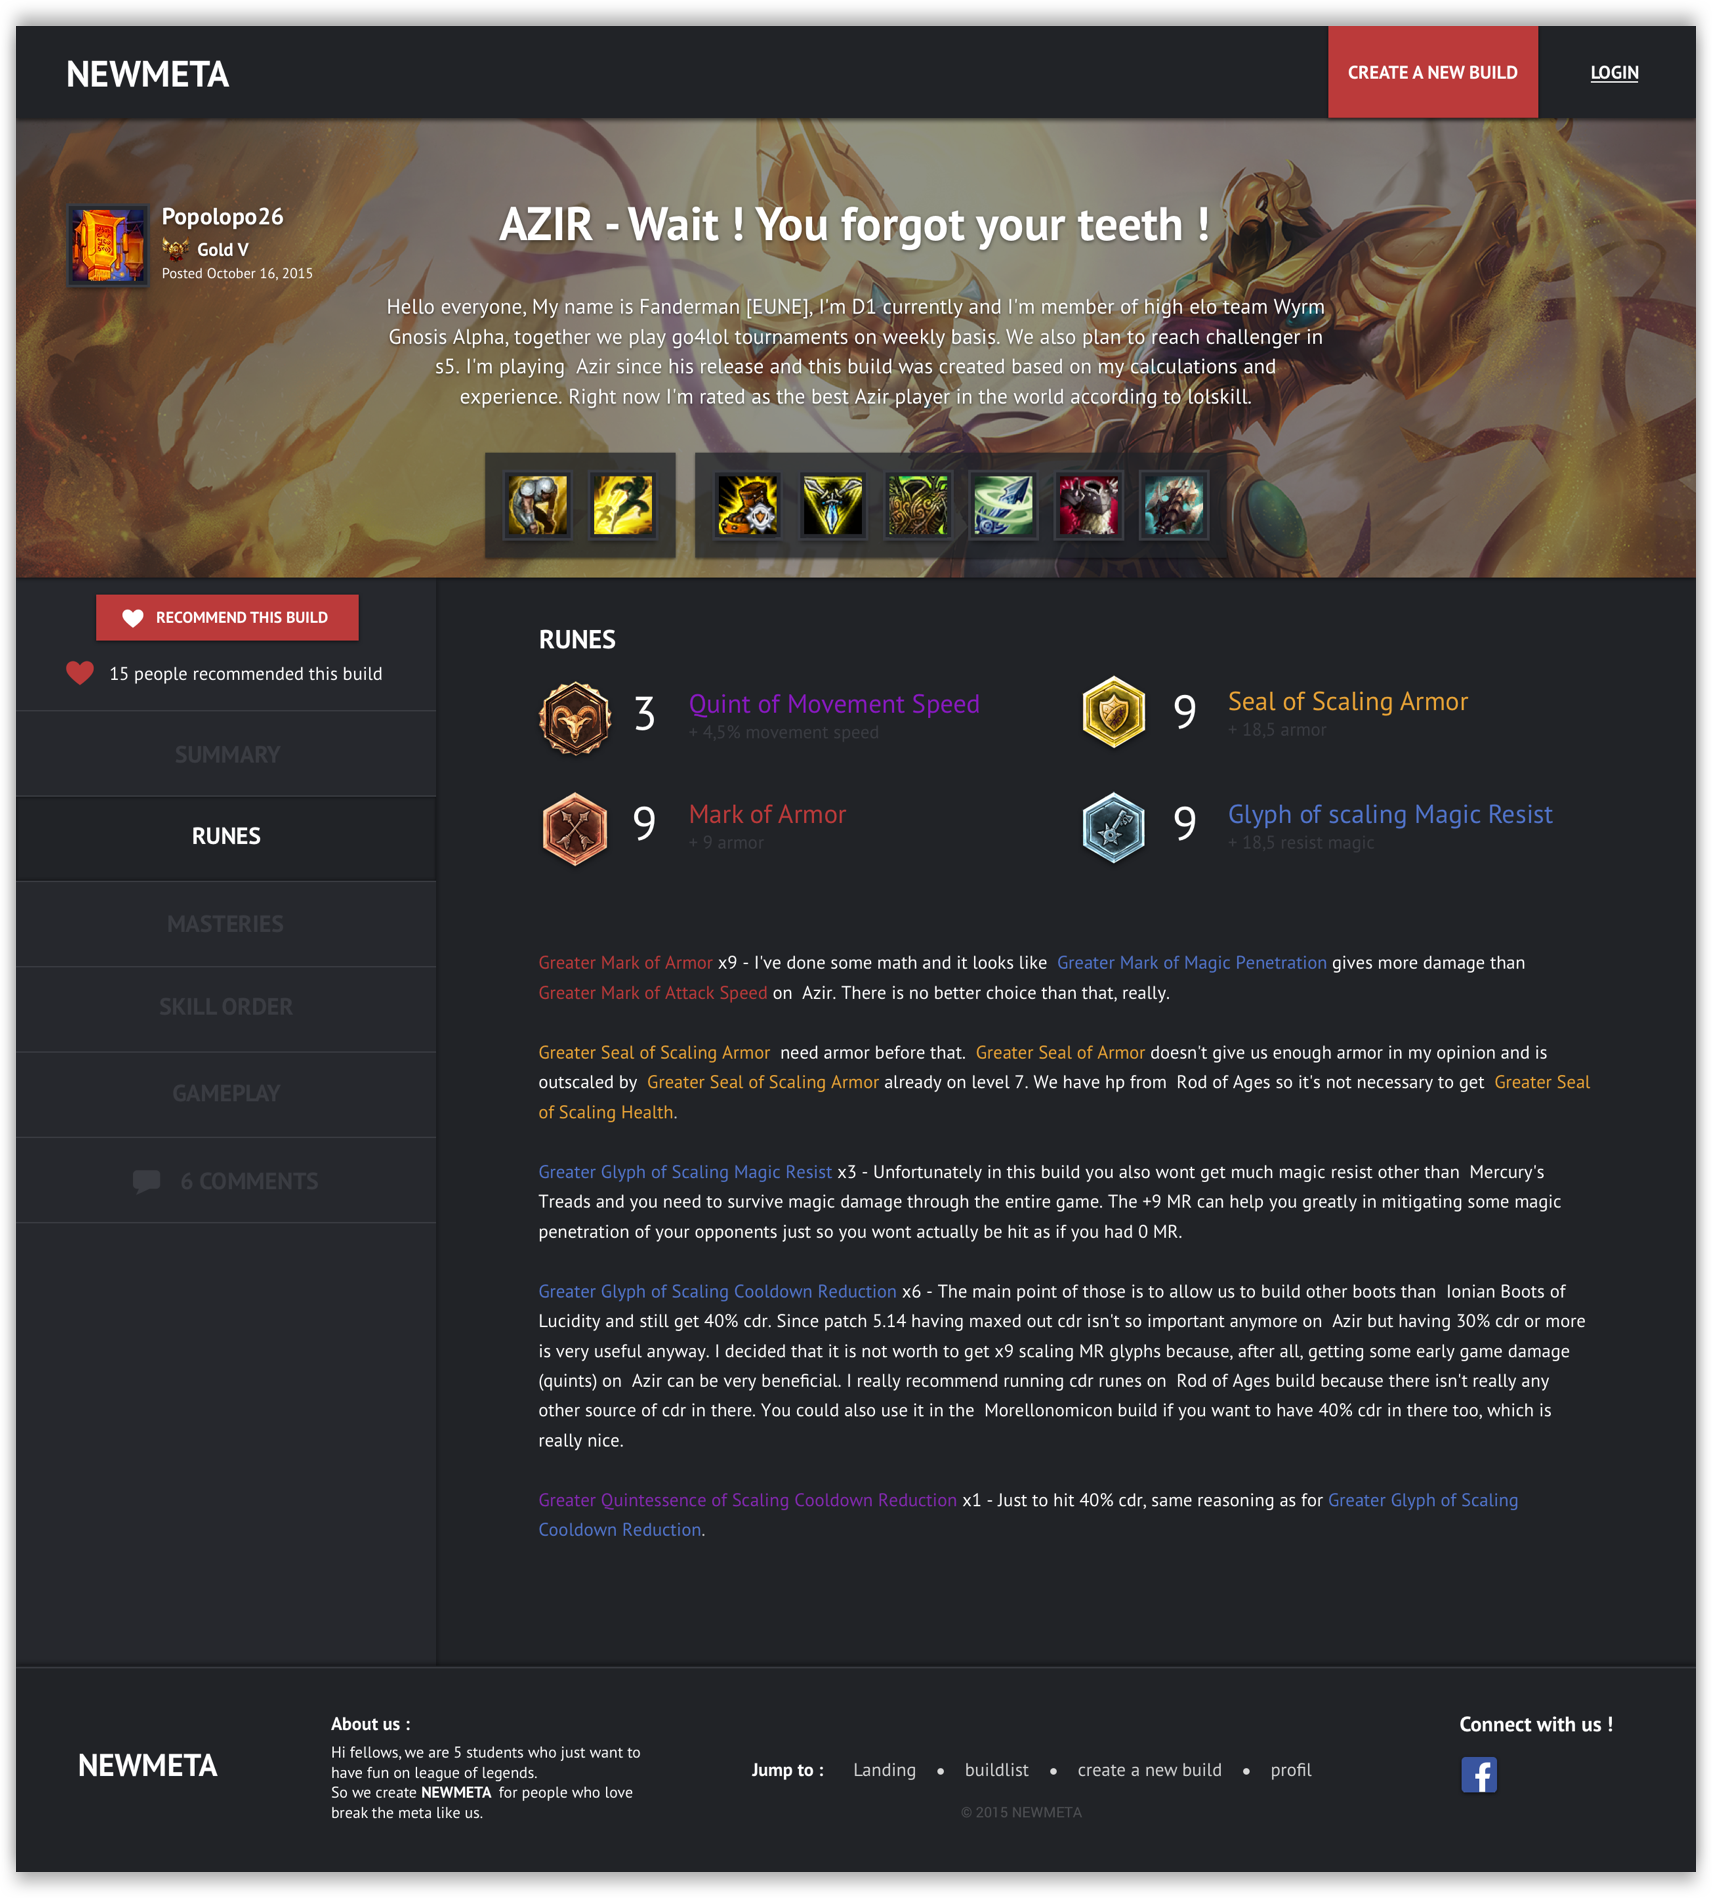 NEWMETA
CREATE A NEW BUILD
LOGIN
Popolopo26
Gold V
Posted October 16, 2015
AZIR - Wait ! You forgot your teeth !
Hello everyone, My name is Fanderman [EUNE], I'm D1 currently and I'm member of high elo team Wyrm
Gnosis Alpha, together we play go4lol tournaments on weekly basis. We also plan to reach challenger in
s5. I'm playing  Azir since his release and this build was created based on my calculations and
experience. Right now I'm rated as the best Azir player in the world according to lolskill.
RECOMMEND THIS BUILD
15 people recommended this build
SUMMARY
RUNES
MASTERIES
SKILL ORDER
GAMEPLAY
6 COMMENTS
RUNES
3 Quint of Movement Speed
+ 4,5% movement speed
9 Seal of Scaling Armor
+ 18,5 armor
9 Mark of Armor
+ 9 armor
9 Glyph of scaling Magic Resist
+ 18,5 resist magic
Greater Mark of Armor x9 - I've done some math and it looks like  Greater Mark of Magic Penetration gives more damage than
Greater Mark of Attack Speed on  Azir. There is no better choice than that, really.
Greater Seal of Scaling Armor  need armor before that.  Greater Seal of Armor doesn't give us enough armor in my opinion and is
outscaled by  Greater Seal of Scaling Armor already on level 7. We have hp from  Rod of Ages so it's not necessary to get  Greater Seal
of Scaling Health.
Greater Glyph of Scaling Magic Resist x3 - Unfortunately in this build you also wont get much magic resist other than  Mercury's
Treads and you need to survive magic damage through the entire game. The +9 MR can help you greatly in mitigating some magic
penetration of your opponents just so you wont actually be hit as if you had 0 MR.
Greater Glyph of Scaling Cooldown Reduction x6 - The main point of those is to allow us to build other boots than  Ionian Boots of
Lucidity and still get 40% cdr. Since patch 5.14 having maxed out cdr isn't so important anymore on  Azir but having 30% cdr or more
is very useful anyway. I decided that it is not worth to get x9 scaling MR glyphs because, after all, getting some early game damage
(quints) on  Azir can be very beneficial. I really recommend running cdr runes on  Rod of Ages build because there isn't really any
other source of cdr in there. You could also use it in the  Morellonomicon build if you want to have 40% cdr in there too, which is
really nice.
Greater Quintessence of Scaling Cooldown Reduction x1 - Just to hit 40% cdr, same reasoning as for Greater Glyph of Scaling
Cooldown Reduction.
NEWMETA
About us :
Hi fellows, we are 5 students who just want to
have fun on league of legends.
So we create NEWMETA  for people who love
break the meta like us.
Jump to : Landing • buildlist • create a new build • profil
© 2015 NEWMETA
Connect with us !
f